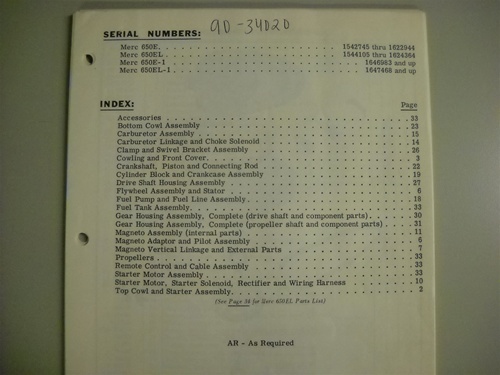 90-34020
SERIAL NUMBERS:
Merc 650E. . . . . . . . . . 1542745 thru 1622944
Merc 650EL . . . . . . . . . . 1544105 thru 1624364
Merc 650E-1 . . . . . . . . . . 1646963 and up
Merc 650EL-1 . . . . . . . . . . 1647468 and up
INDEX: Page
Accessories . . . . . . . . . . 33
Bottom Cowl Assembly . . . . . . . . . . 23
Carburetor Assembly . . . . . . . . . . 15
Carburetor Linkage and Choke Solenoid . . . . . . . . . . 14
Clamp and Swivel Bracket Assembly . . . . . . . . . . 26
Cowling and Front Cover. . . . . . . . . . 3
Crankshaft, Piston and Connecting Rod . . . . . . . . . . 22
Cylinder Block and Crankcase Assembly . . . . . . . . . . 19
Drive Shaft Housing Assembly . . . . . . . . . . 27
Flywheel Assembly and Stator . . . . . . . . . . 6
Fuel Pump and Fuel Line Assembly . . . . . . . . . . 18
Fuel Tank Assembly. . . . . . . . . . 33
Gear Housing Assembly, Complete (drive shaft and component parts) . . . . . . . . . . 30
Gear Housing Assembly, Complete (propeller shaft and component parts) . . . . . . . . . . 31
Magneto Assembly (internal parts) . . . . . . . . . . 11
Magneto Adaptor and Pilot Assembly . . . . . . . . . . 6
Magneto Vertical Linkage and External Parts . . . . . . . . . . 7
Propellers . . . . . . . . . . 33
Remote Control and Cable Assembly . . . . . . . . . . 33
Starter Motor Assembly . . . . . . . . . . 33
Starter Motor, Starter Solenoid, Rectifier and Wiring Harness . . . . . . . . . . 10
Top Cowl and Starter Assembly. . . . . . . . . . 2
(See Page 34 for Merc 650EL Parts List)
AR - As Required